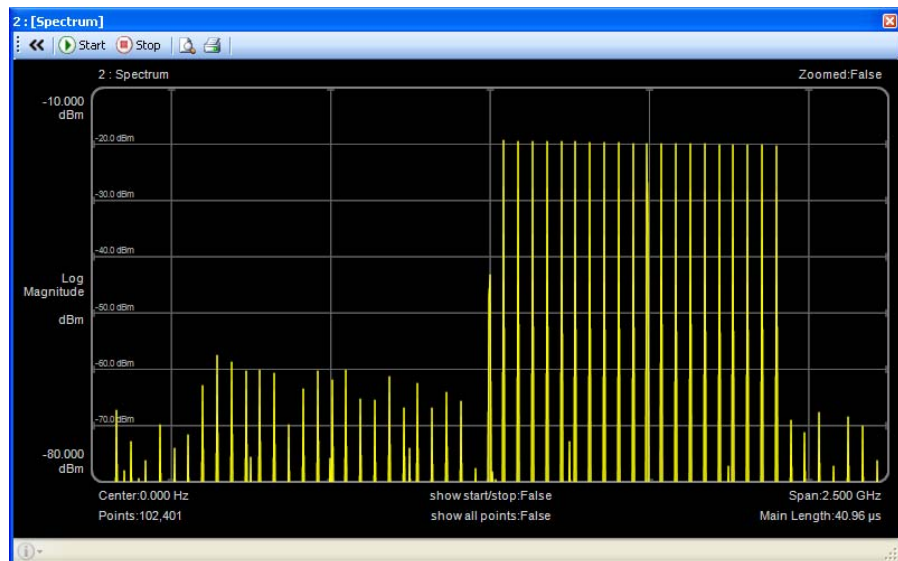 2 : [Spectrum]
Start Stop
2 : Spectrum Zoomed:False
-10.000
dBm
-20.0 dBm
-30.0 dBm
-40.0 dBm
Log
Magnitude
dBm
-50.0 dBm
-60.0 dBm
-70.0 dBm
-80.000
dBm
Center:0.000 Hz show start/stop:False Span:2.500 GHz
Points:102,401 show all points:False Main Length:40.96 µs